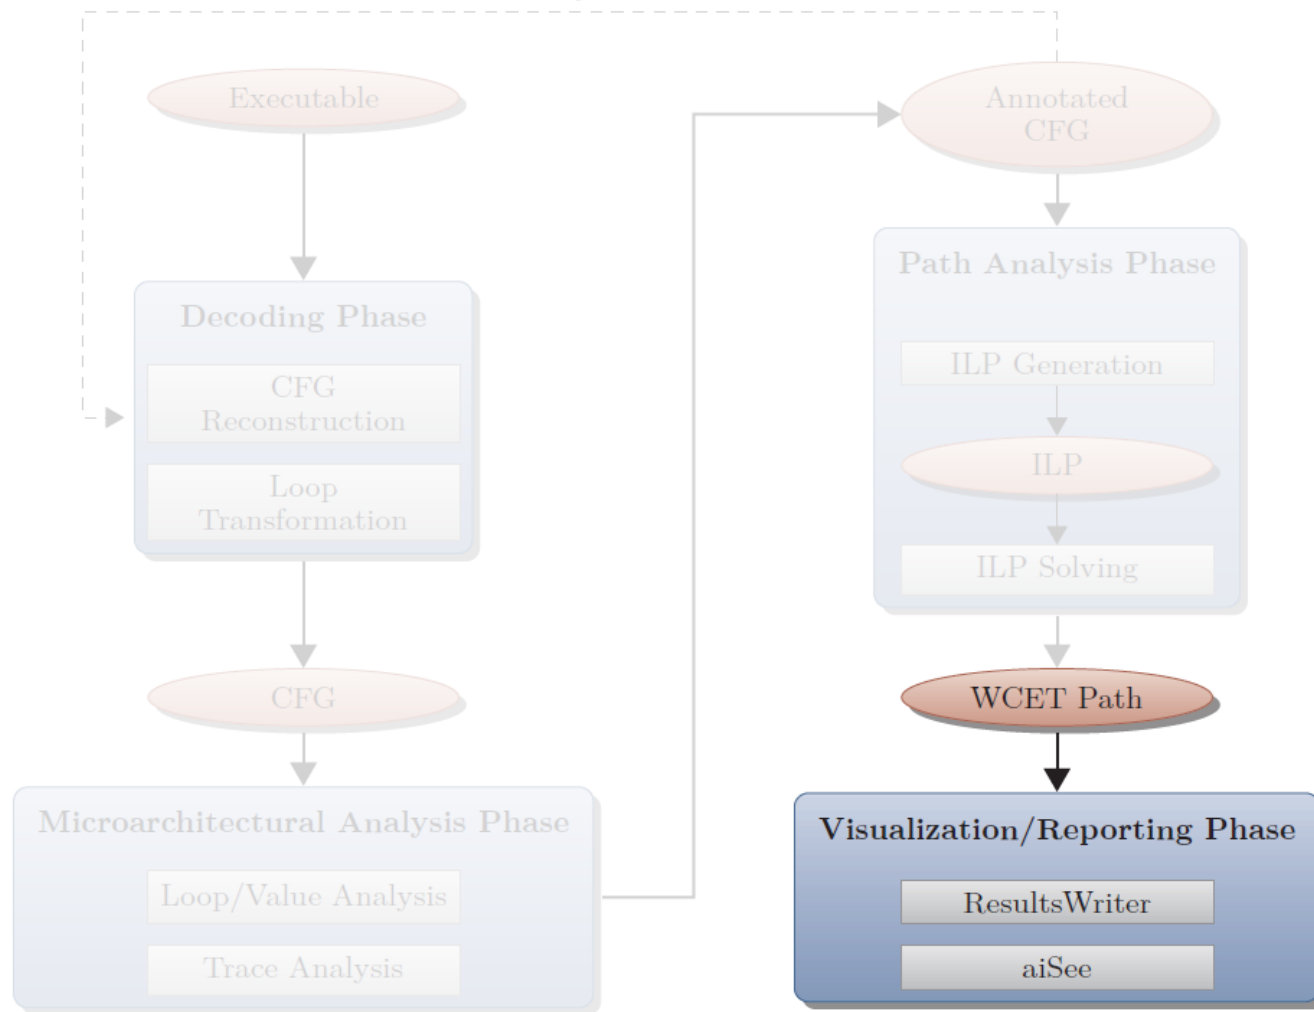 Executable
Decoding Phase
CFG
Reconstruction
Loop
Transformation
CFG
Microarchitectural Analysis Phase
Loop/Value Analysis
Trace Analysis
Annotated
CFG
Path Analysis Phase
ILP Generation
ILP
ILP Solving
WCET Path
Visualization/Reporting Phase
ResultsWriter
aiSee